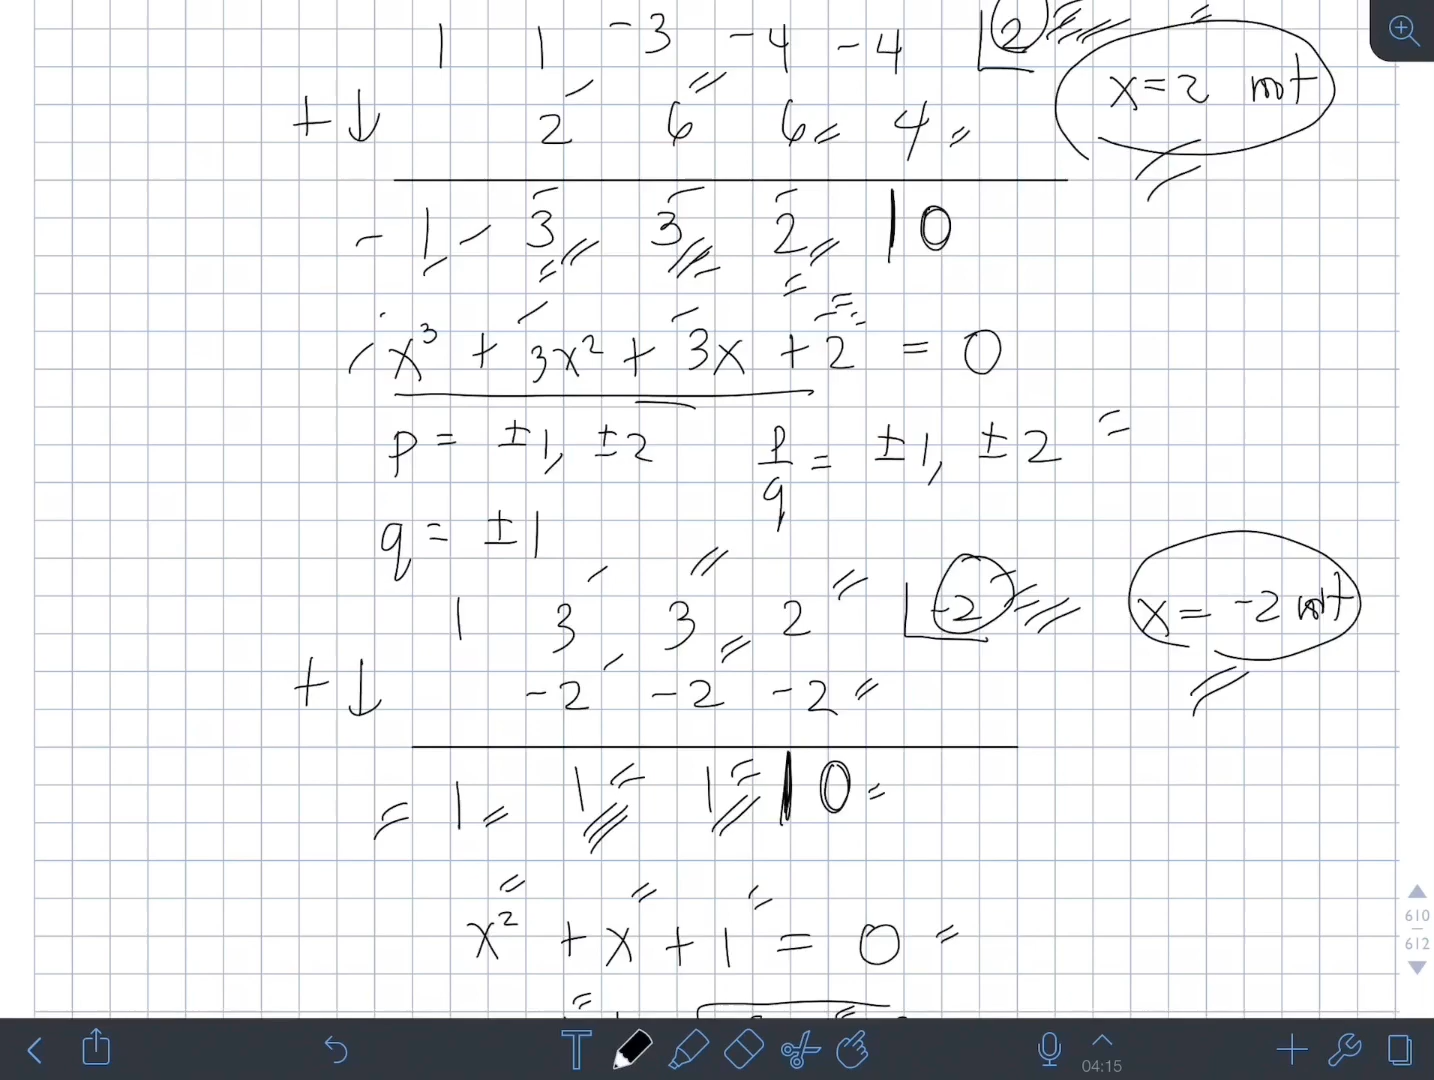 1 1 -3 -4 -4 2
x=2 root
+↓ 2 6 6 4
1 3 3 2 0
x³ + 3x² + 3x + 2 = 0
p = ±1, ±2 p/q = ±1, ±2
q = ±1
1 3 3 2 -2
x = -2 root
+↓ -2 -2 -2
1 1 1 0
x² + x + 1 = 0
610
612
T
04:15